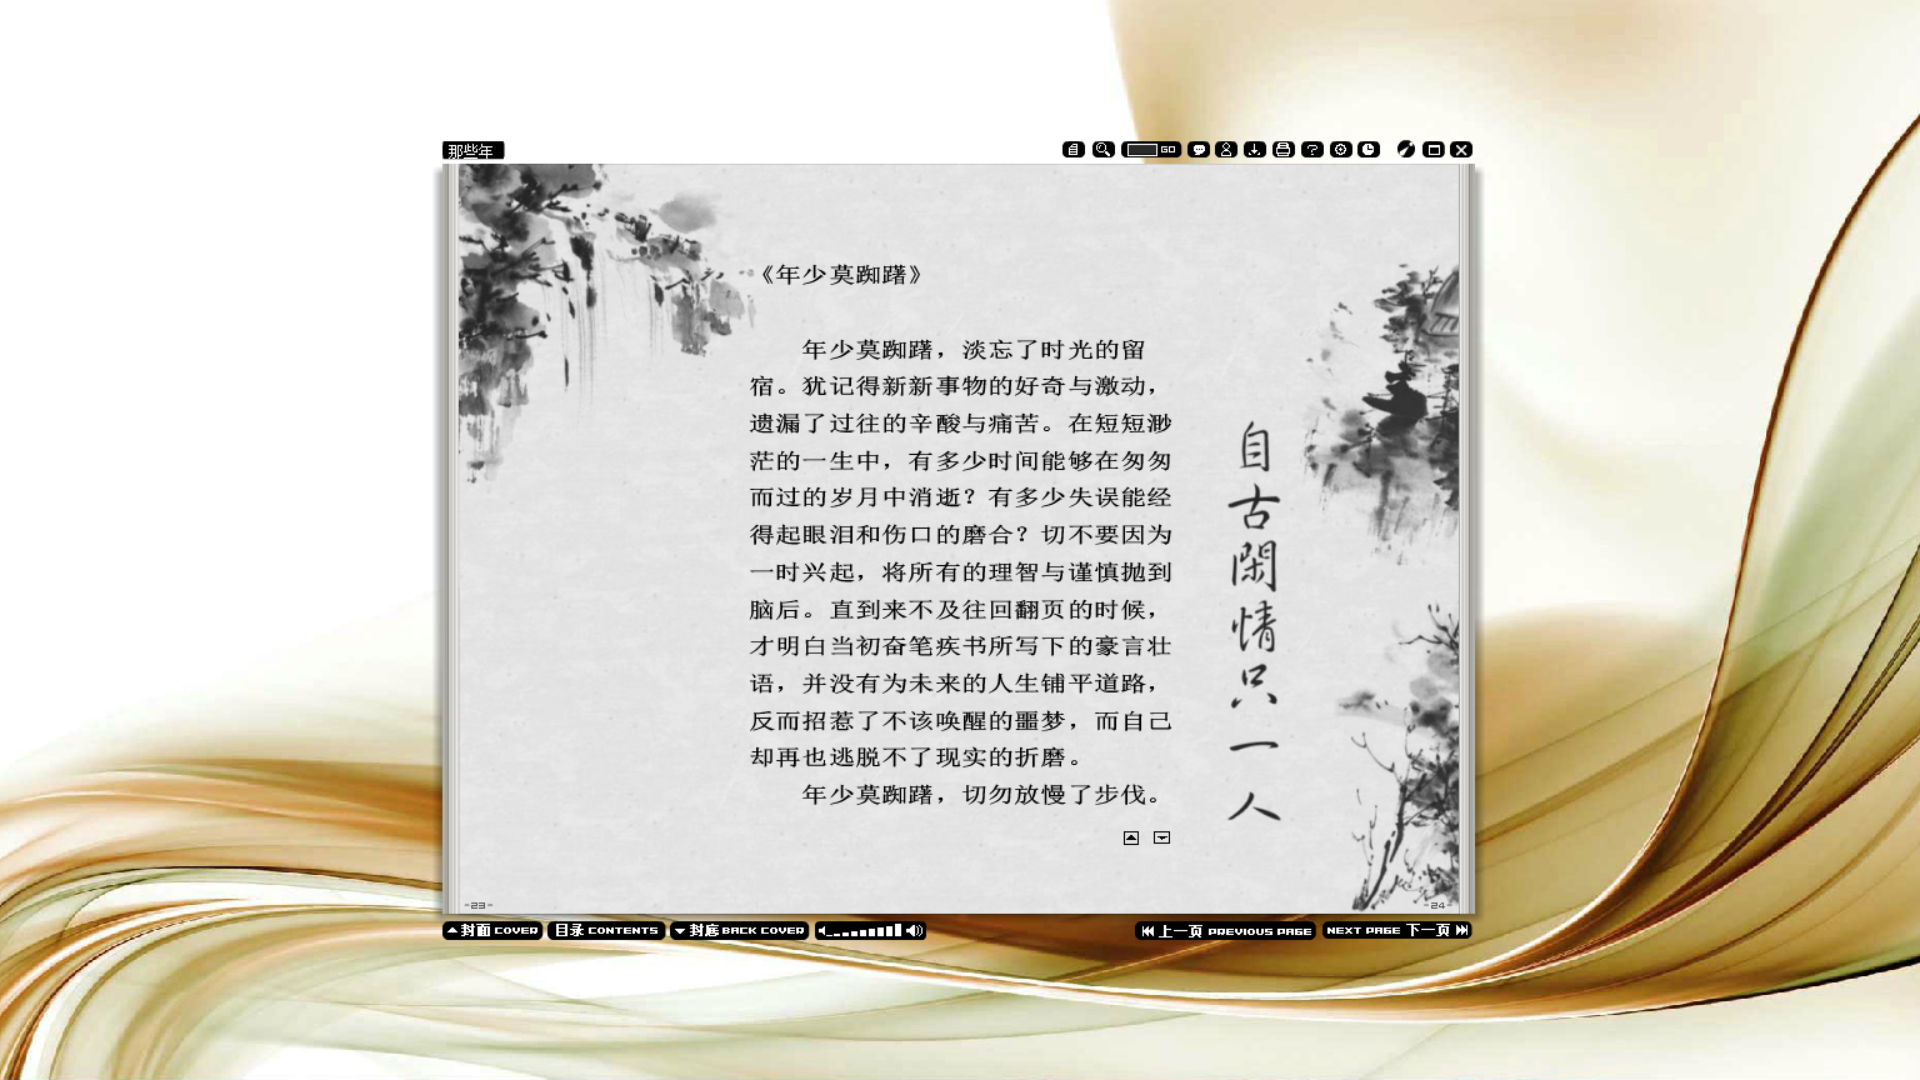 那些年
GO
《年少莫踟躇》
年少莫踟躇，淡忘了时光的留
宿。犹记得新新事物的好奇与激动，
遗漏了过往的辛酸与痛苦。在短短渺
茫的一生中，有多少时间能够在匆匆
而过的岁月中消逝？有多少失误能经
得起眼泪和伤口的磨合？切不要因为
一时兴起，将所有的理智与谨慎抛到
脑后。直到来不及往回翻页的时候，
才明白当初奋笔疾书所写下的豪言壮
语，并没有为未来的人生铺平道路，
反而招惹了不该唤醒的噩梦，而自己
却再也逃脱不了现实的折磨。
年少莫踟躇，切勿放慢了步伐。
自古閑情只一人
-23-
-24-
封面 COVER
目录 CONTENTS
封底 BACK COVER
上一页 PREVIOUS PAGE
NEXT PAGE 下一页